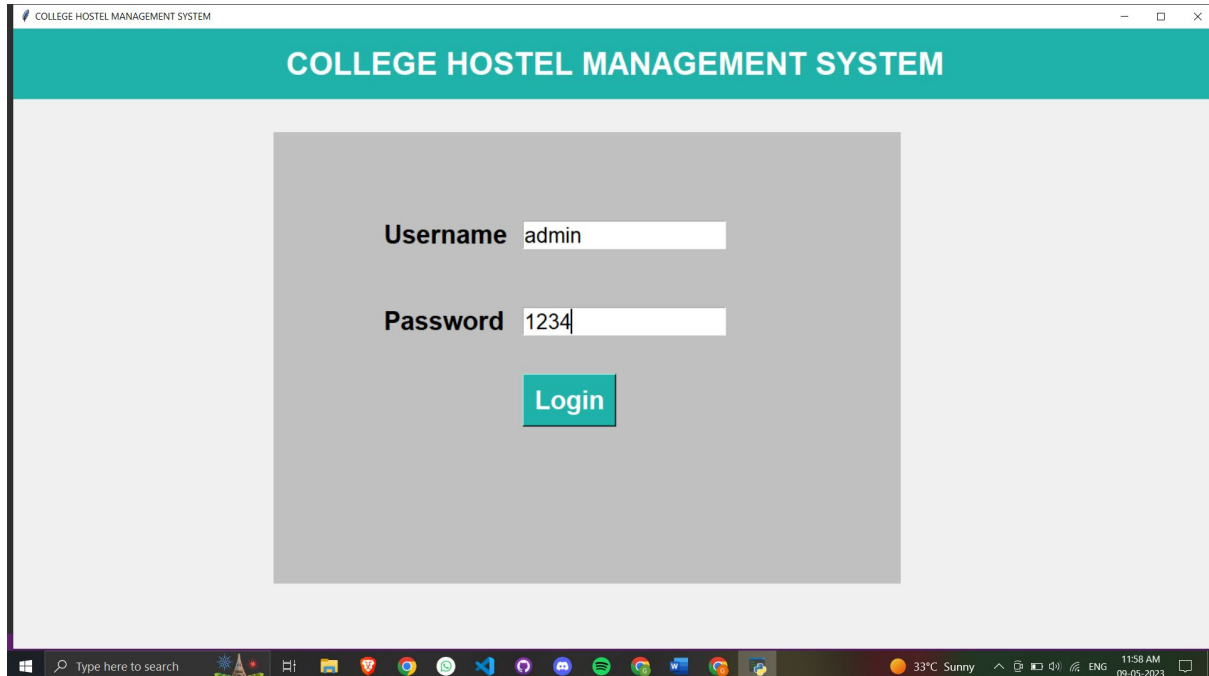 COLLEGE HOSTEL MANAGEMENT SYSTEM
COLLEGE HOSTEL MANAGEMENT SYSTEM
Username admin
Password 1234
Login
Type here to search 33°C Sunny ENG 11:58 AM
09-05-2023